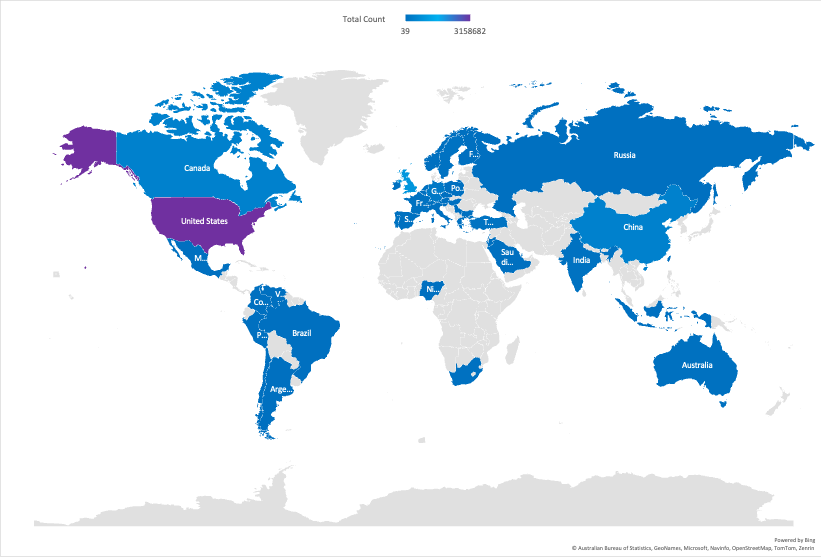 Total Count
39 3158682
Canada
United States
M...
Co...
V...
P...
Brazil
Arge...
F...
Russia
G...
Po...
Fr...
S...
T...
Sau
di...
Ni...
India
China
Australia
Powered by Bing
© Australian Bureau of Statistics, GeoNames, Microsoft, Navinfo, OpenStreetMap, TomTom, Zenrin